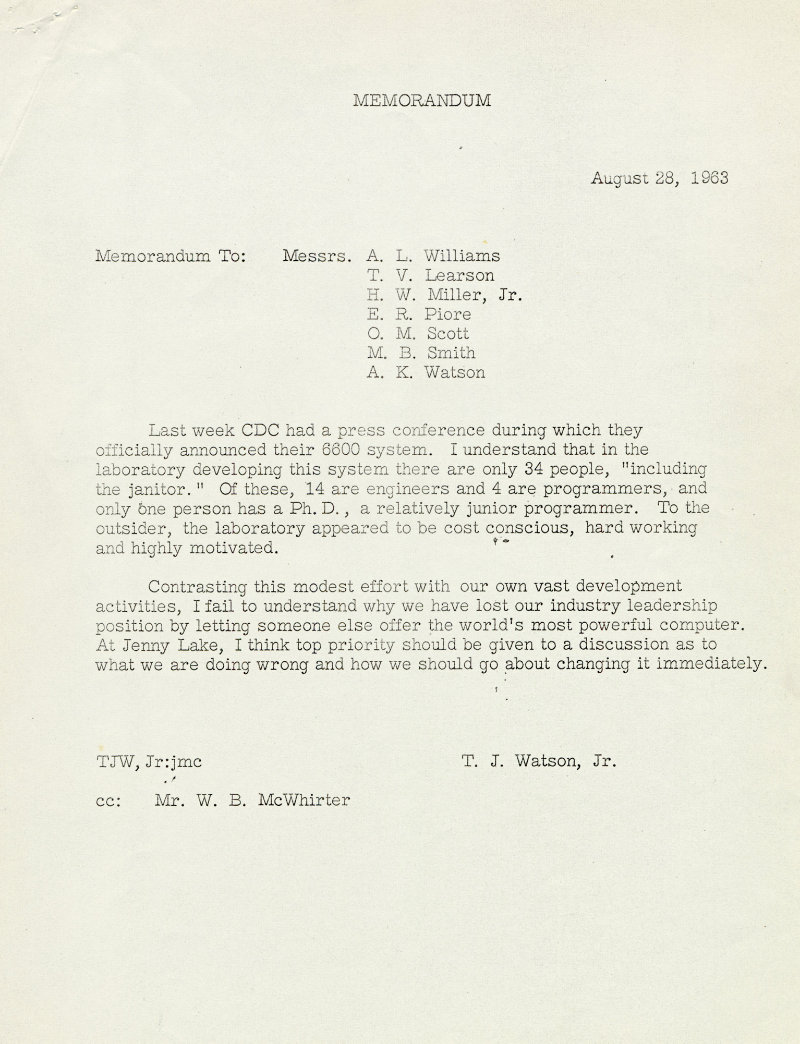 MEMORANDUM
August 28, 1963
Memorandum To: Messrs. A. L. Williams
T. V. Learson
H. W. Miller, Jr.
E. R. Piore
O. M. Scott
M. B. Smith
A. K. Watson
Last week CDC had a press conference during which they
officially announced their 6600 system. I understand that in the
laboratory developing this system there are only 34 people, "including
the janitor." Of these, 14 are engineers and 4 are programmers, and
only one person has a Ph. D., a relatively junior programmer. To the
outsider, the laboratory appeared to be cost conscious, hard working
and highly motivated.
Contrasting this modest effort with our own vast development
activities, I fail to understand why we have lost our industry leadership
position by letting someone else offer the world's most powerful computer.
At Jenny Lake, I think top priority should be given to a discussion as to
what we are doing wrong and how we should go about changing it immediately.
TJW, Jr:jmc T. J. Watson, Jr.
cc: Mr. W. B. McWhirter